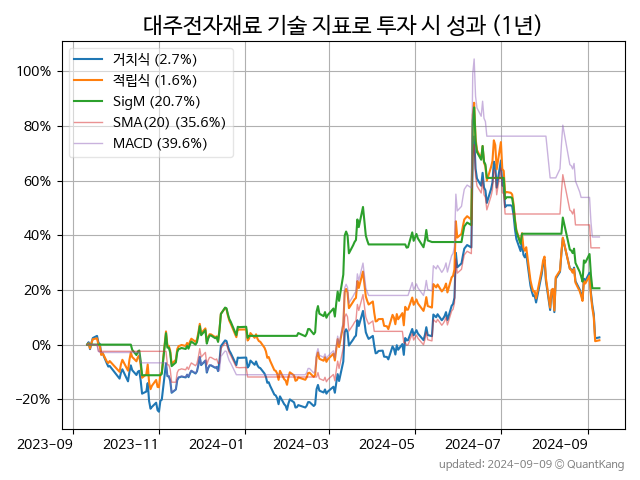 대주전자재료 기술 지표로 투자 시 성과 (1년)
거치식 (2.7%)
적립식 (1.6%)
SigM (20.7%)
SMA(20) (35.6%)
MACD (39.6%)
100%
80%
60%
40%
20%
0%
−20%
2023-09 2023-11 2024-01 2024-03 2024-05 2024-07 2024-09
updated: 2024-09-09 © QuantKang